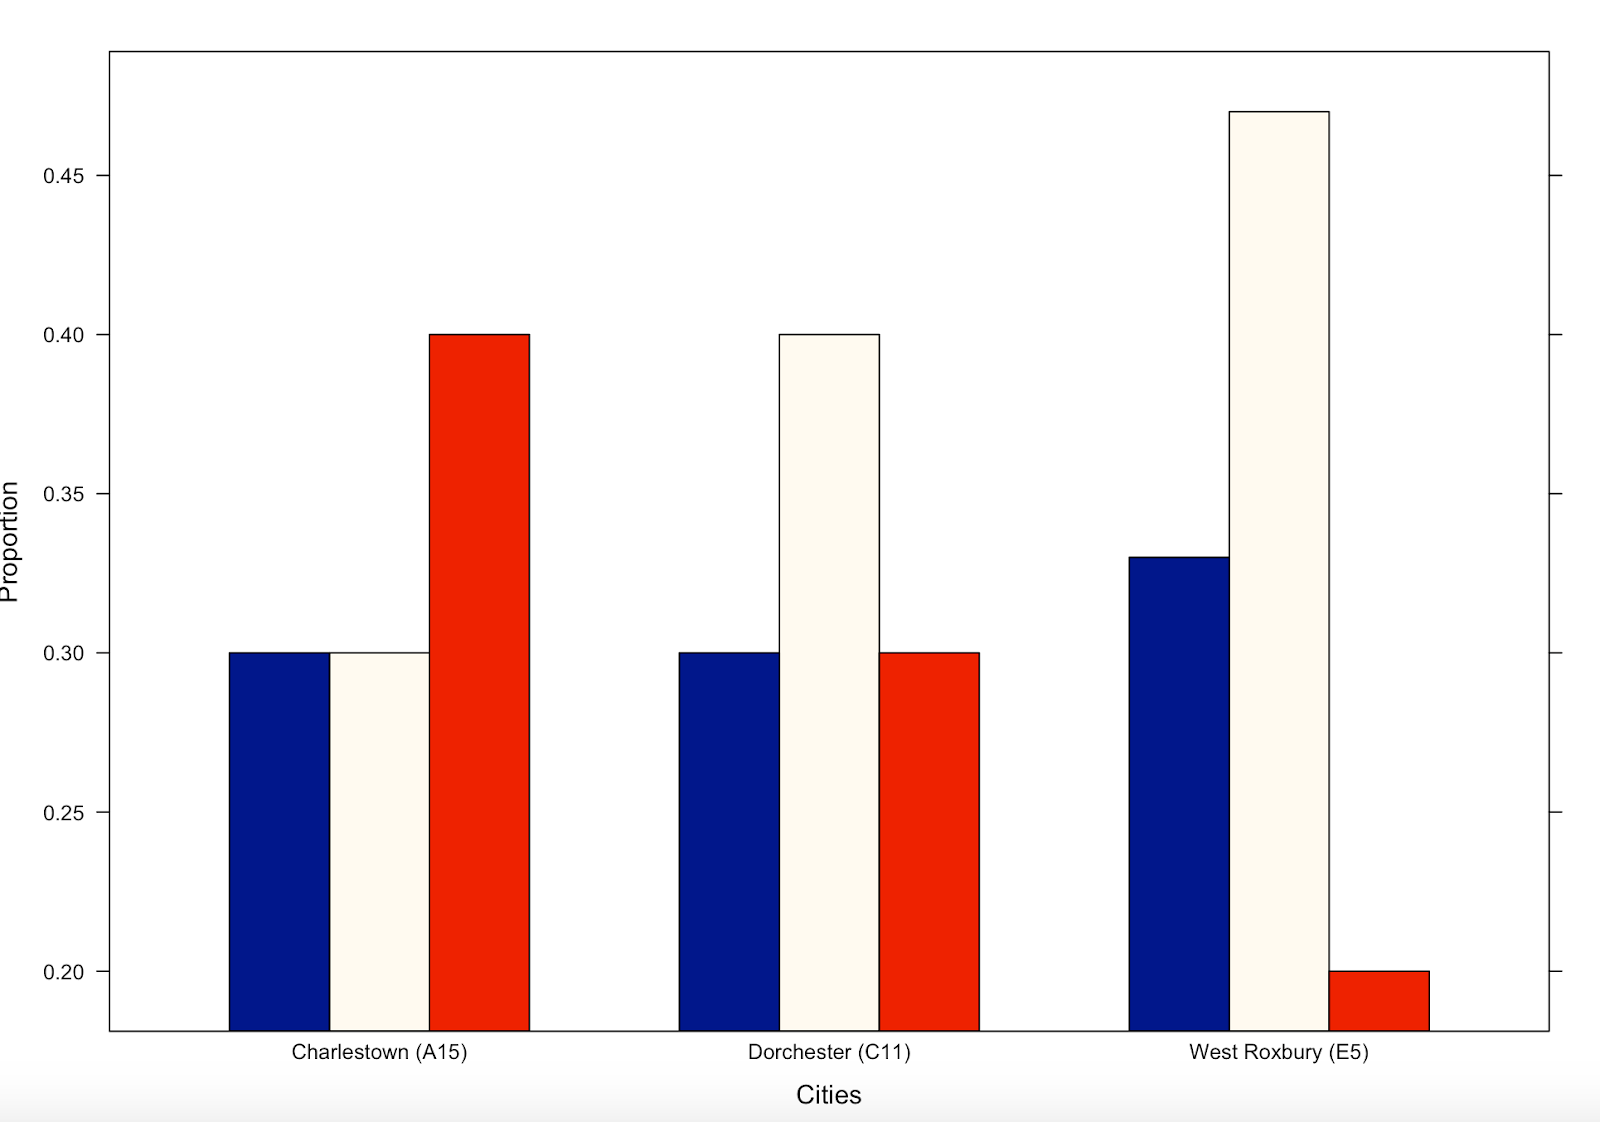 Proportion
0.45
0.40
0.35
0.30
0.25
0.20
Charlestown (A15)
Dorchester (C11)
West Roxbury (E5)
Cities